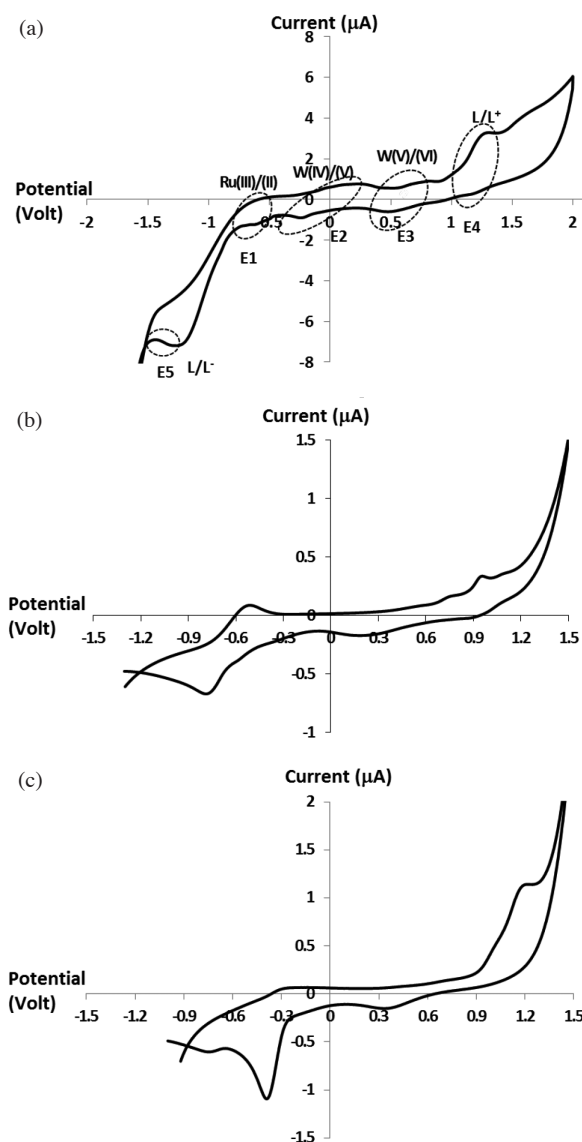 (a)
Current (µA)
8
6
4
2
0
-2
-4
-6
-8
L/L+
W(V)/(VI)
W(IV)/(V)
Ru(III)/(II)
Potential
(Volt)
-2 -1.5 -1 0.5 0 0.5 1 1.5 2
E1 E2 E3 E4
E5 L/L-
(b)
Current (µA)
1.5
1
0.5
0
-0.5
-1
Potential
(Volt)
-1.5 -1.2 -0.9 -0.6 -0.3 0 0.3 0.6 0.9 1.2 1.5
(c)
Current (µA)
2
1.5
1
0.5
0
-0.5
-1
-1.5
Potential
(Volt)
-1.5 -1.2 -0.9 -0.6 -0.3 0 0.3 0.6 0.9 1.2 1.5